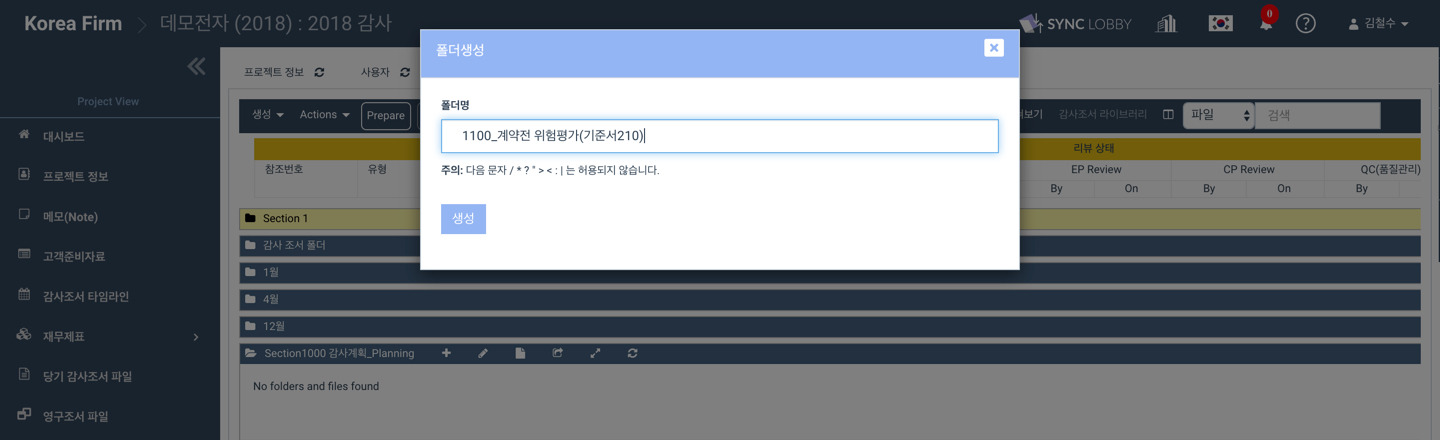 Korea Firm > 데모전자 (2018) : 2018 감사
SYNC LOBBY
0
김철수
Project View
대시보드
프로젝트 정보
메모(Note)
고객준비자료
감사조서 타임라인
재무제표
당기 감사조서 파일
영구조서 파일
프로젝트 정보 사용자
생성 Actions Prepare
감사조서 라이브러리 파일 검색
리뷰 상태
참조번호 유형 EP Review CP Review QC(품질관리)
By On By On By
Section 1
감사 조서 폴더
1월
4월
12월
Section1000 감사계획_Planning
No folders and files found
폴더생성
폴더명
1100_계약전 위험평가(기준서210)
주의: 다음 문자 / * ? " > < : | 는 허용되지 않습니다.
생성